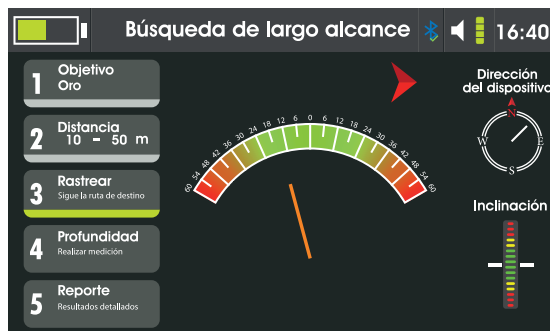 Búsqueda de largo alcance
16:40
1 Objetivo
Oro
2 Distancia
10 - 50 m
3 Rastrear
Sigue la ruta de destino
4 Profundidad
Realizar medición
5 Reporte
Resultados detallados
60 54 48 42 36 30 24 18 12 6 0 6 12 18 24 30 36 42 48 54 60
Dirección
del dispositivo
N
W E
S
Inclinación